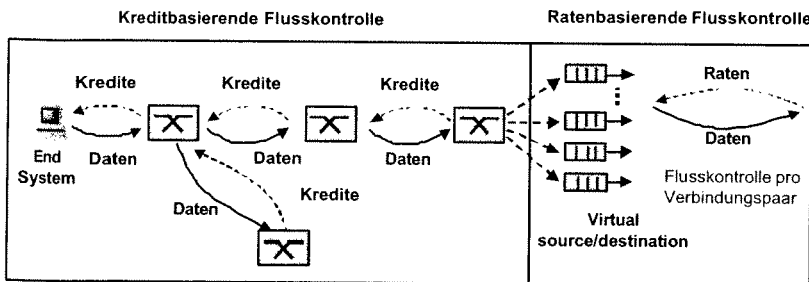 Kreditbasierende Flusskontrolle
Ratenbasierende Flusskontrolle
Kredite
Kredite
Kredite
Raten
End
System
Daten
Daten
Daten
Daten
Daten
Kredite
Flusskontrolle pro
Verbindungspaar
Virtual
source/destination